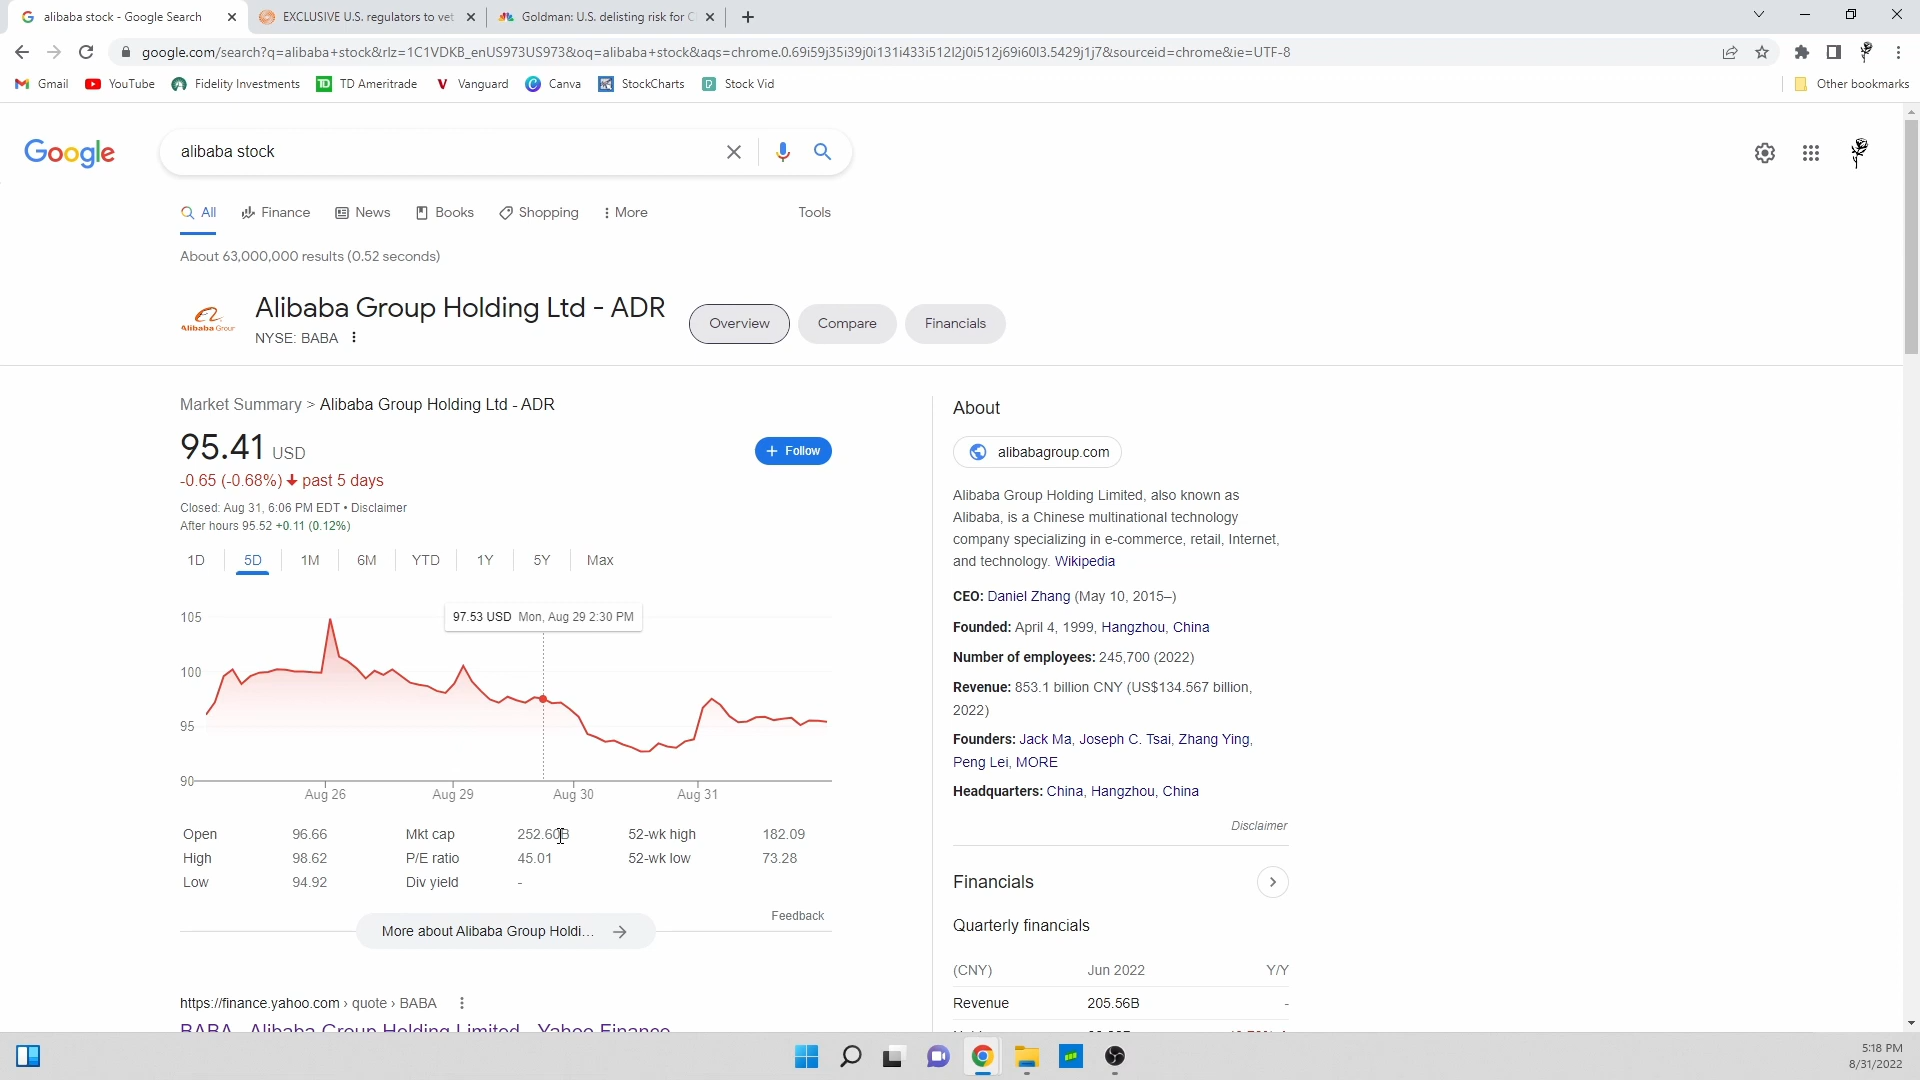 alibaba stock - Google Search
EXCLUSIVE U.S. regulators to vet
Goldman: U.S. delisting risk for C
google.com/search?q=alibaba+stock&rlz=1C1VDKB_enUS973US973&oq=alibaba+stock&aqs=chrome.0.69i59j35i39j0i131i433i512l2j0i512j69i60l3.5429j1j7&sourceid=chrome&ie=UTF-8
Gmail YouTube Fidelity Investments TD Ameritrade Vanguard Canva StockCharts Stock Vid Other bookmarks
Google alibaba stock
All Finance News Books Shopping More Tools
About 63,000,000 results (0.52 seconds)
Alibaba Group Holding Ltd - ADR
NYSE: BABA
Overview Compare Financials
Market Summary > Alibaba Group Holding Ltd - ADR
95.41 USD
+ Follow
-0.65 (-0.68%) past 5 days
Closed: Aug 31, 6:06 PM EDT • Disclaimer
After hours 95.52 +0.11 (0.12%)
1D 5D 1M 6M YTD 1Y 5Y Max
97.53 USD Mon, Aug 29 2:30 PM
105
100
95
90
Aug 26 Aug 29 Aug 30 Aug 31
Open 96.66 Mkt cap 252.60B 52-wk high 182.09
High 98.62 P/E ratio 45.01 52-wk low 73.28
Low 94.92 Div yield -
Feedback
More about Alibaba Group Holdi...
https://finance.yahoo.com › quote › BABA
BABA - Alibaba Group Holding Limited - Yahoo Finance
About
alibabagroup.com
Alibaba Group Holding Limited, also known as
Alibaba, is a Chinese multinational technology
company specializing in e-commerce, retail, Internet,
and technology. Wikipedia
CEO: Daniel Zhang (May 10, 2015–)
Founded: April 4, 1999, Hangzhou, China
Number of employees: 245,700 (2022)
Revenue: 853.1 billion CNY (US$134.567 billion,
2022)
Founders: Jack Ma, Joseph C. Tsai, Zhang Ying,
Peng Lei, MORE
Headquarters: China, Hangzhou, China
Disclaimer
Financials
Quarterly financials
(CNY) Jun 2022 Y/Y
Revenue 205.56B -
5:18 PM
8/31/2022